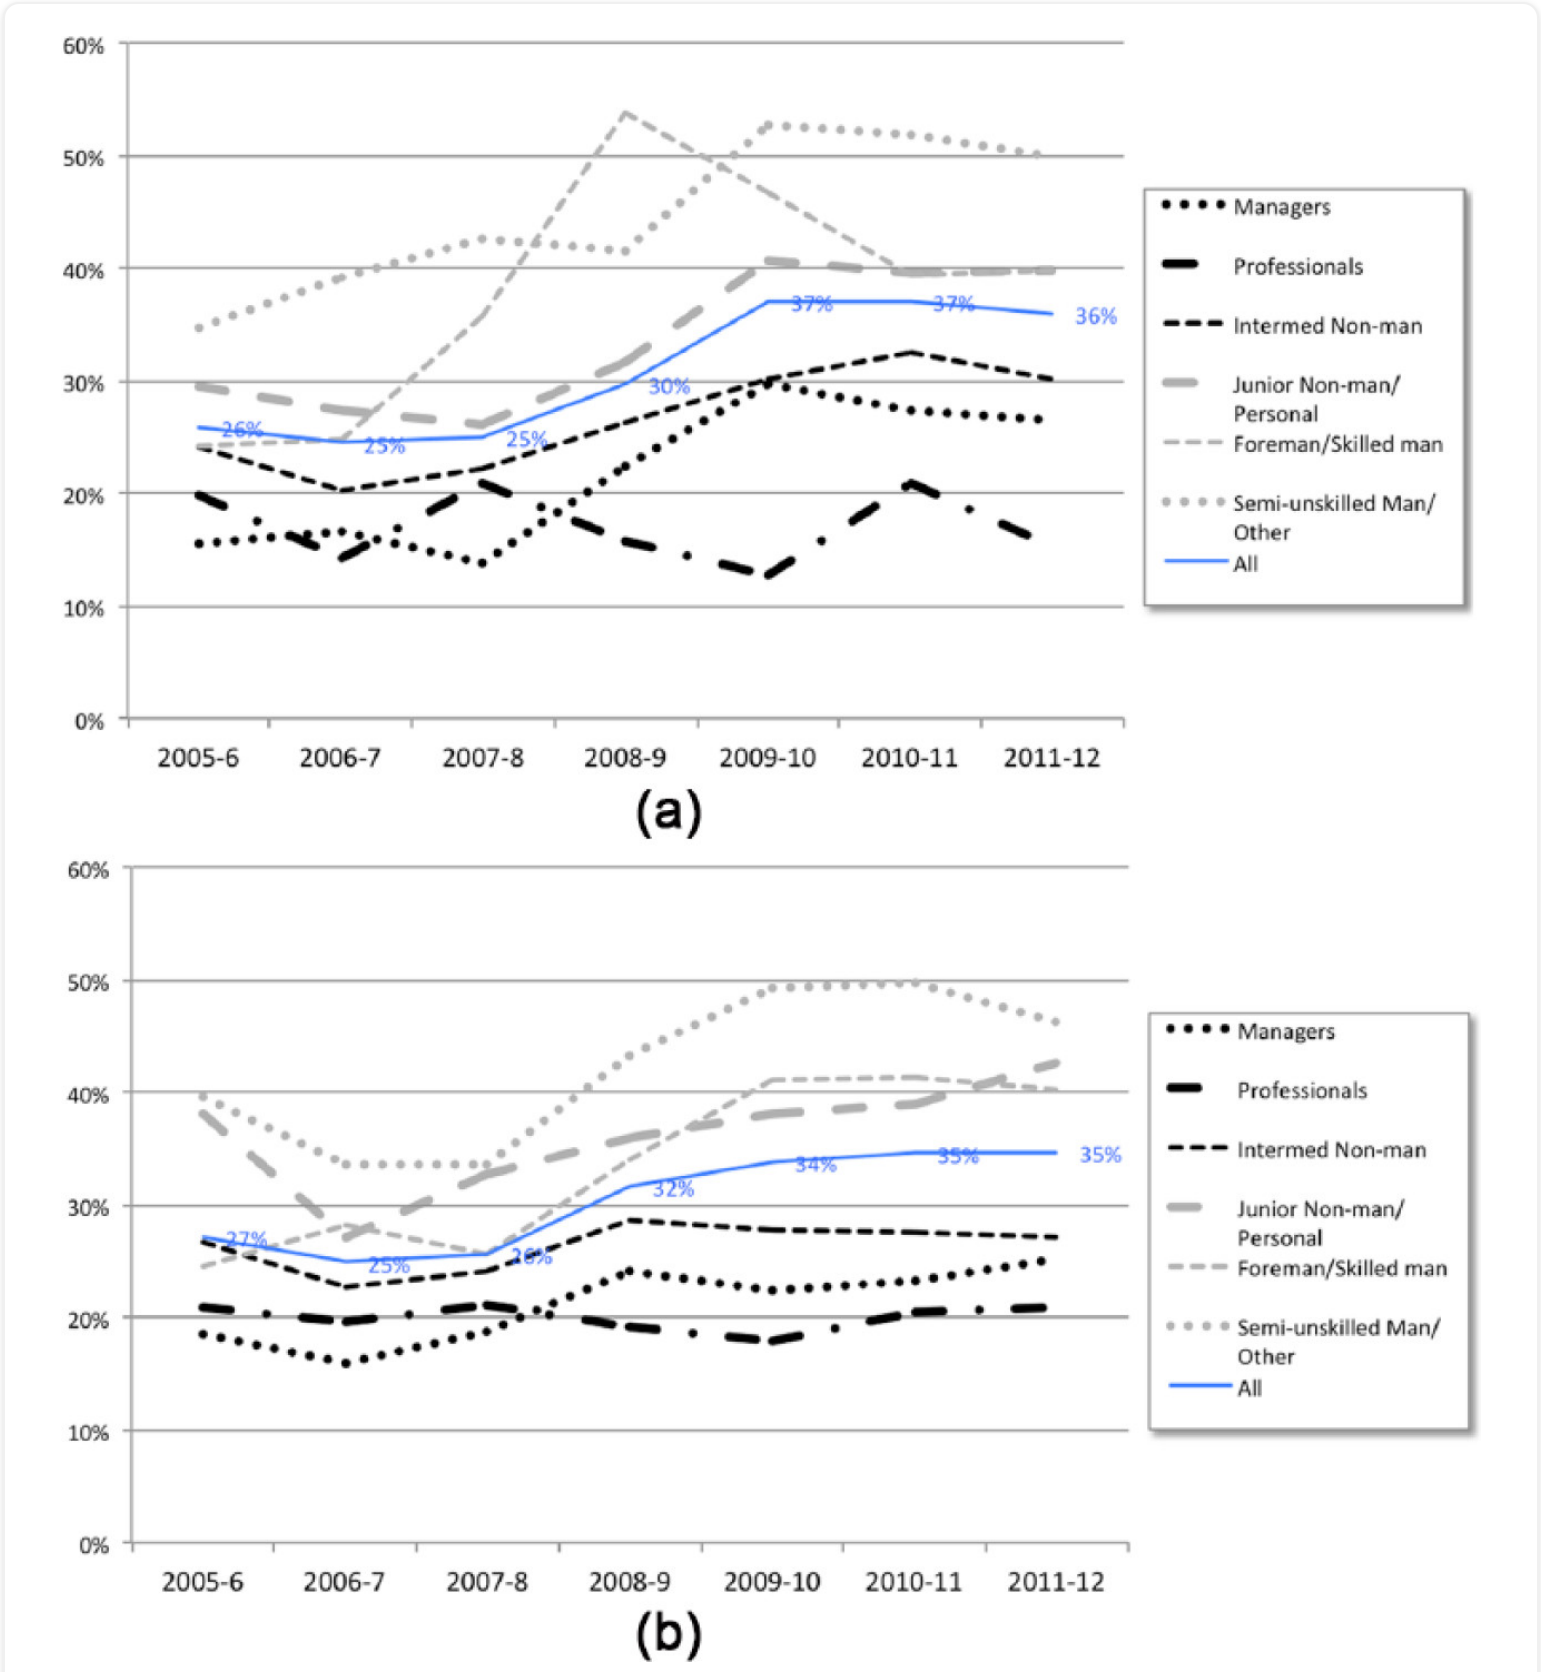 60%
50%
40%
30%
20%
10%
0%
37%
37%
36%
30%
26%
25%
25%
2005-6 2006-7 2007-8 2008-9 2009-10 2010-11 2011-12
Managers
Professionals
Intermed Non-man
Junior Non-man/
Personal
Foreman/Skilled man
Semi-unskilled Man/
Other
All
(a)
60%
50%
40%
30%
20%
10%
0%
27%
25%
26%
32%
34%
35%
35%
2005-6 2006-7 2007-8 2008-9 2009-10 2010-11 2011-12
Managers
Professionals
Intermed Non-man
Junior Non-man/
Personal
Foreman/Skilled man
Semi-unskilled Man/
Other
All
(b)